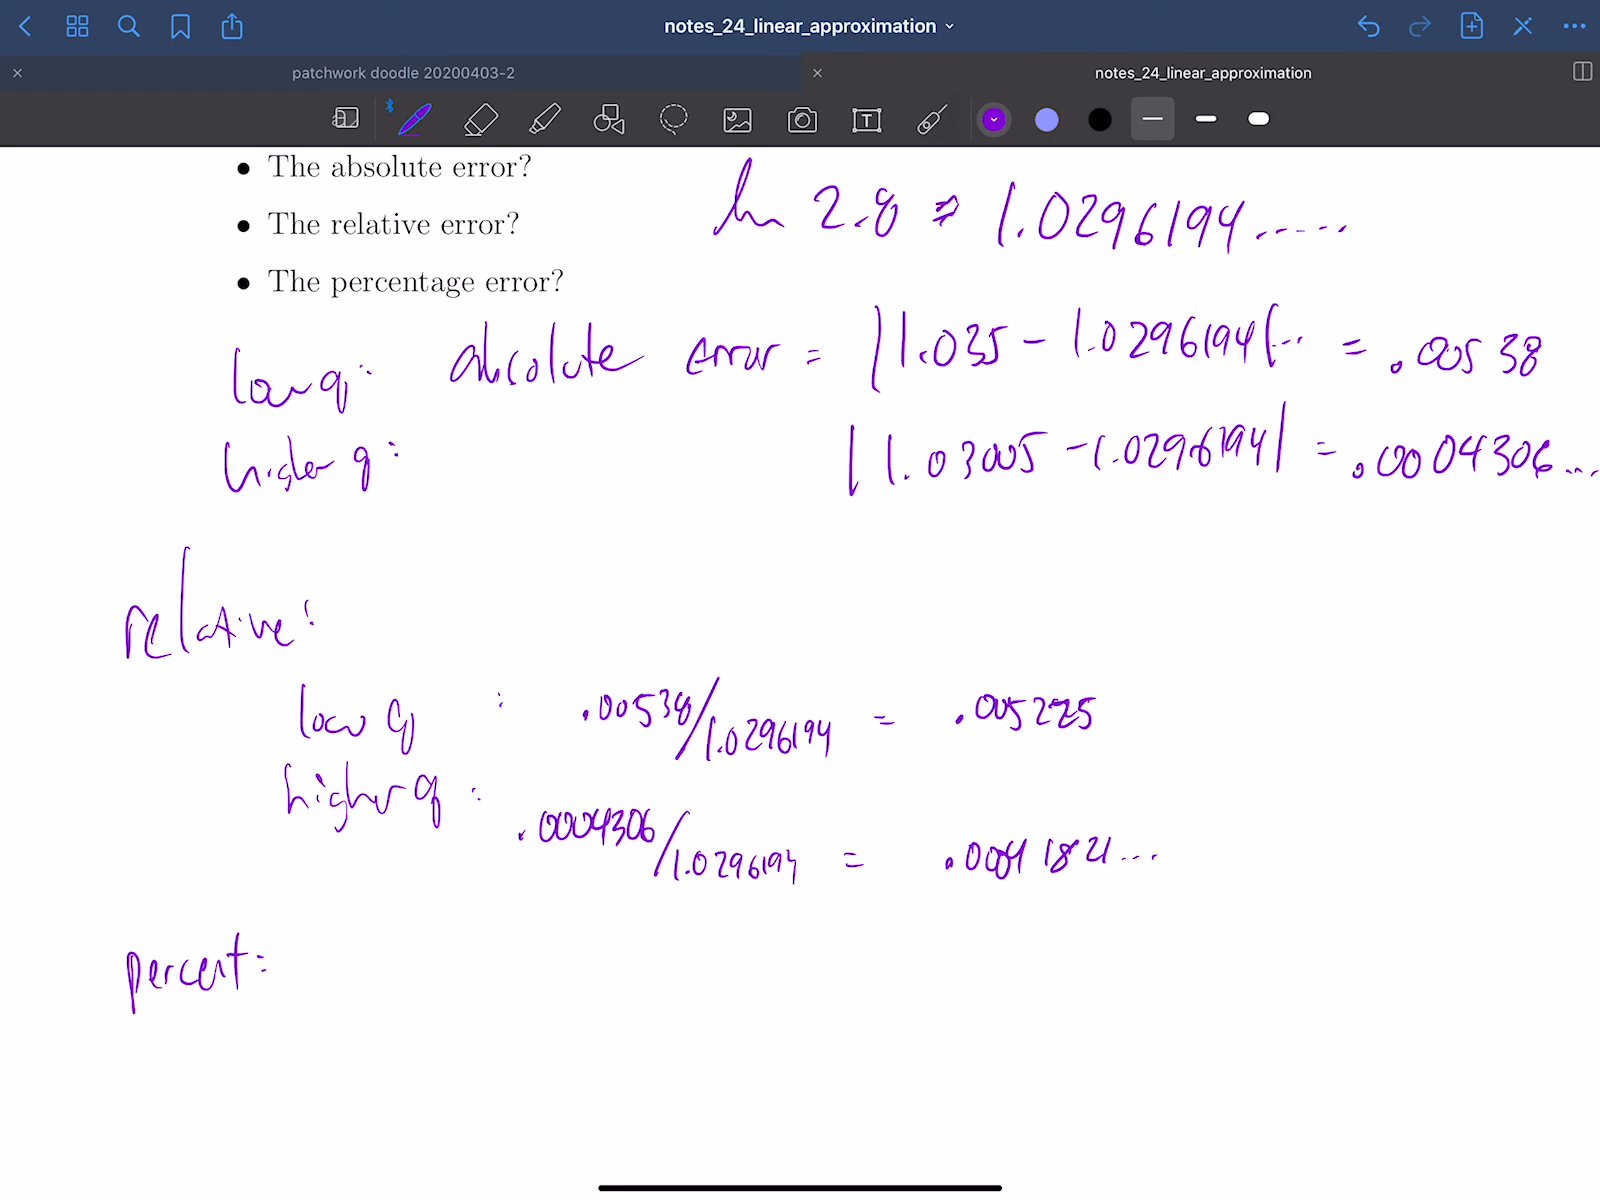 notes_24_linear_approximation
patchwork doodle 20200403-2
notes_24_linear_approximation
T
• The absolute error?
• The relative error?
• The percentage error?
ln 2.8 ≈ 1.0296194.....
low q: absolute error = |1.035 - 1.0296194|... = .00538
higher q: |1.03005 - 1.0296194| = .0004306...
relative:
low q : .00538/1.0296194 = .005225
higher q : .0004306/1.0296194 = .00041821...
percent: